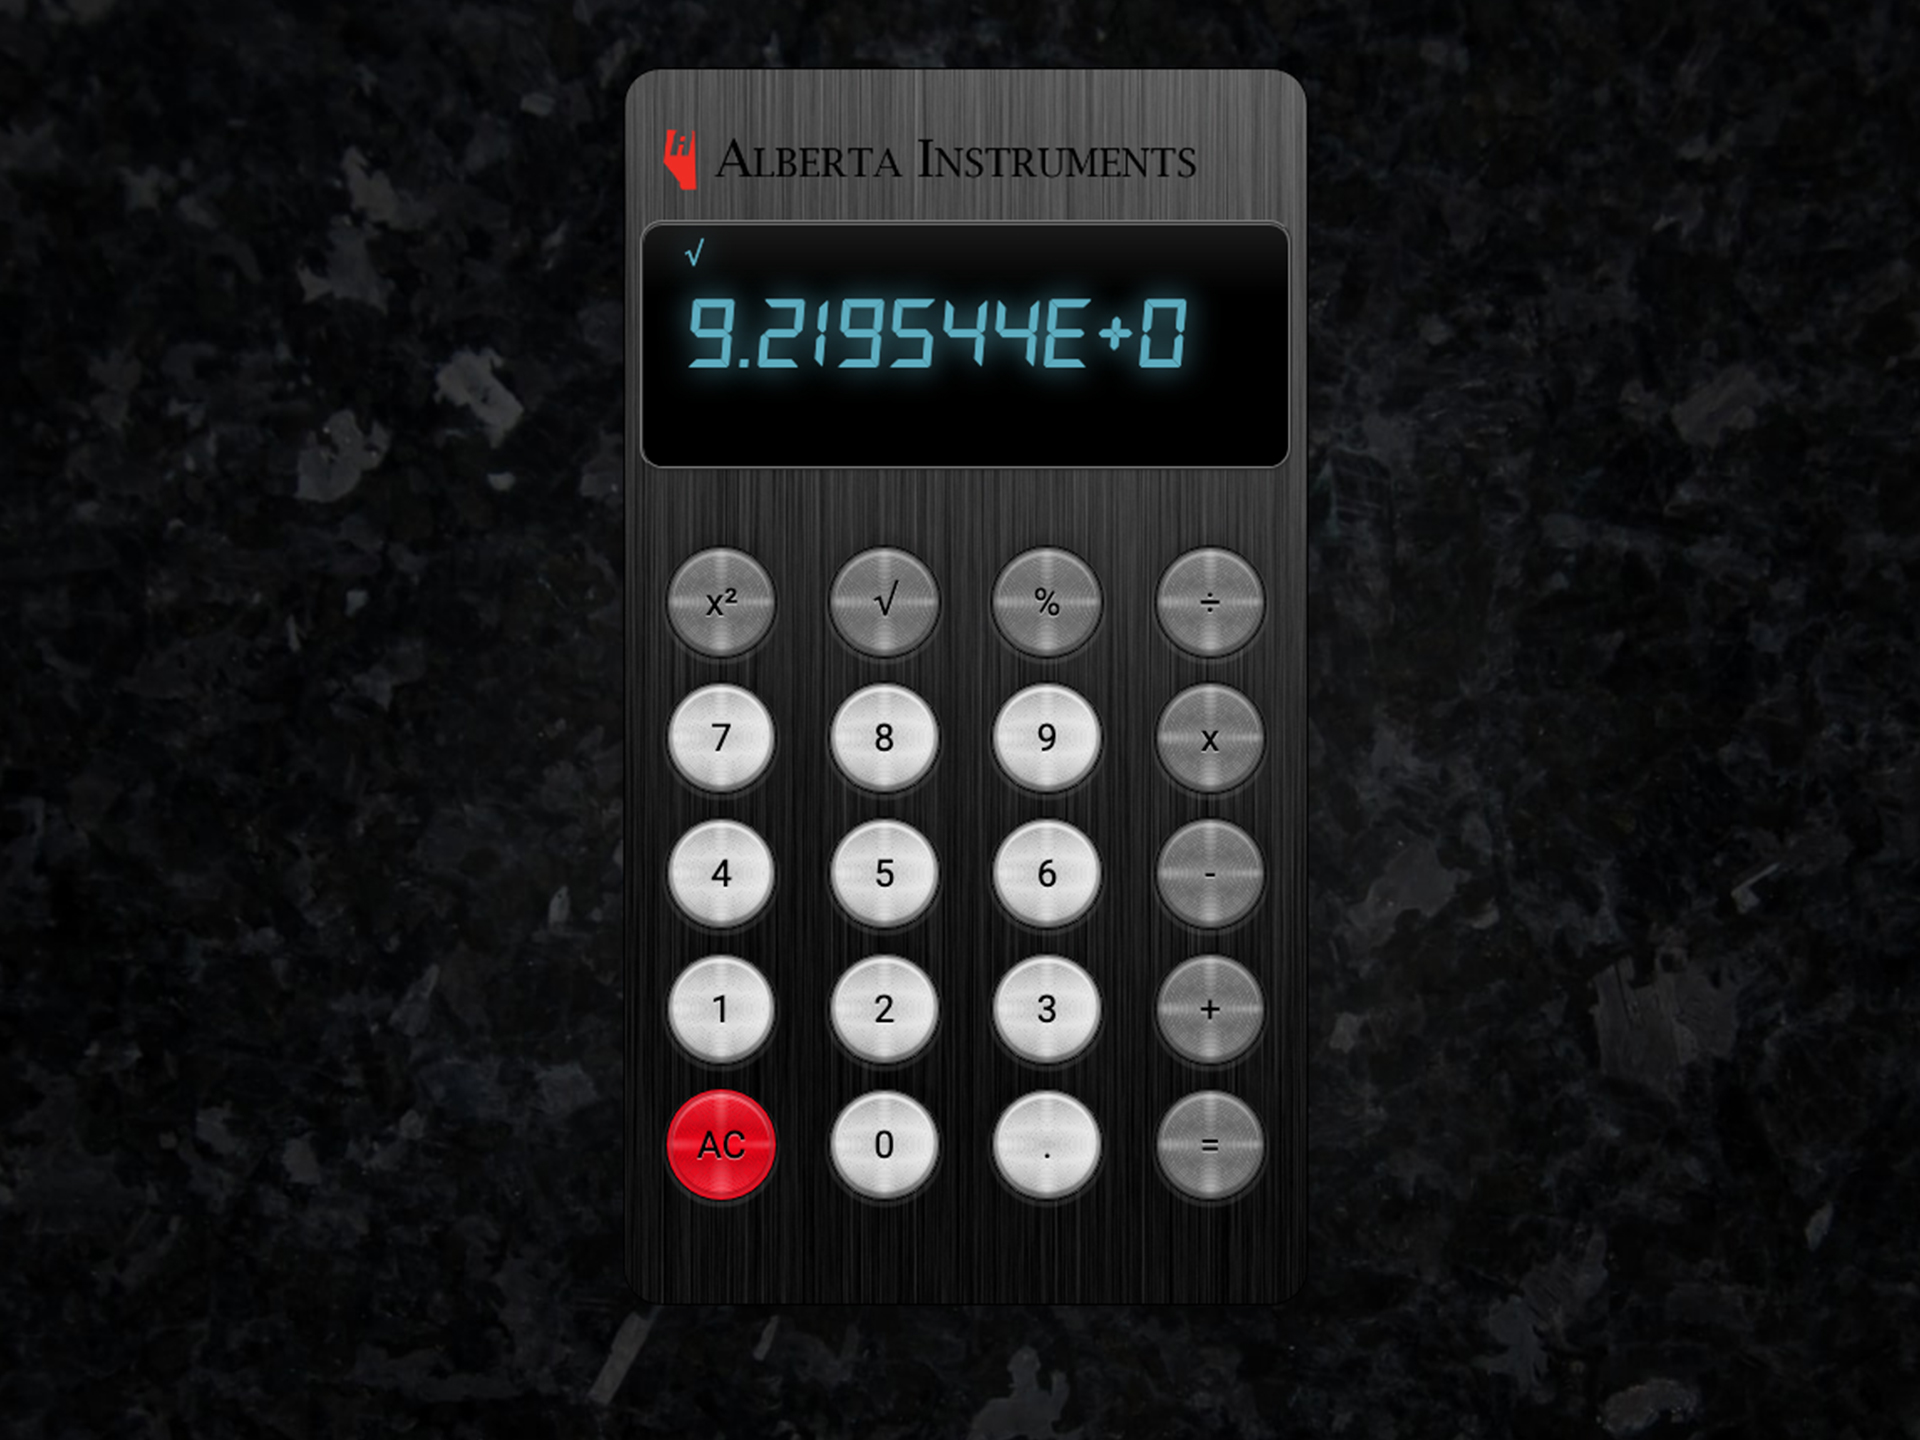 ALBERTA INSTRUMENTS
√
9.219544E+0
x² √ % ÷
7 8 9 x
4 5 6 -
1 2 3 +
AC 0 . =